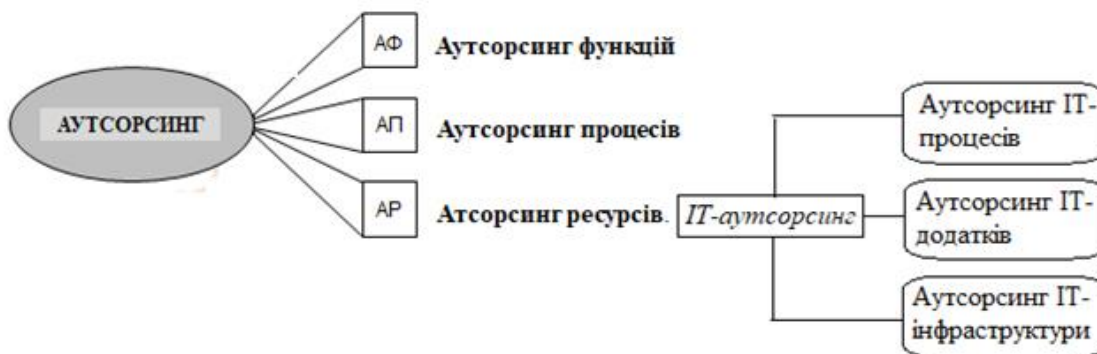 АУТСОРСИНГ
АФ
Аутсорсинг функцій
АП
Аутсорсинг процесів
АР
Атсорсинг ресурсів.
ІТ-аутсорсинг
Аутсорсинг ІТ-
процесів
Аутсорсинг ІТ-
додатків
Аутсорсинг ІТ-
інфраструктури